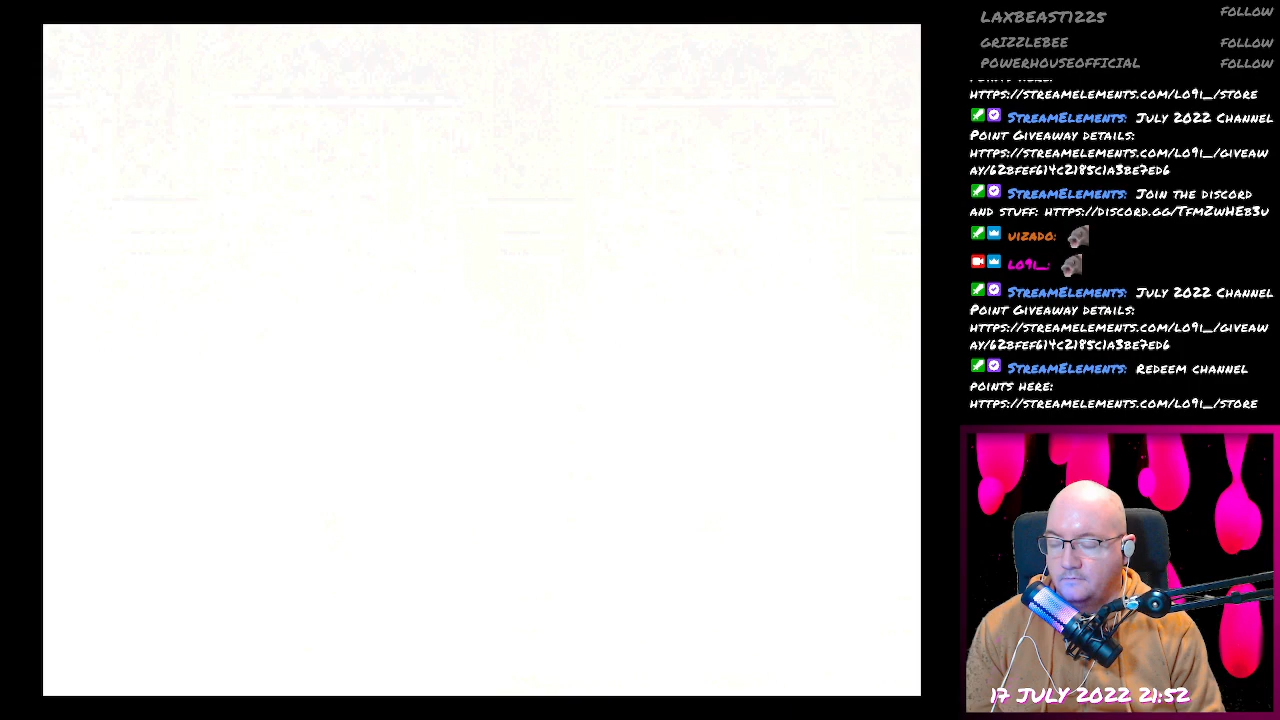 LAXBEAST1225 FOLLOW
GRIZZLEBEE FOLLOW
POWERHOUSEOFFICIAL FOLLOW
HTTPS://STREAMELEMENTS.COM/LO9I_/STORE
STREAMELEMENTS: JULY 2022 CHANNEL
POINT GIVEAWAY DETAILS:
HTTPS://STREAMELEMENTS.COM/LO9I_/GIVEAW
AY/628FEF614C2185C1A3BE7ED6
STREAMELEMENTS: JOIN THE DISCORD
AND STUFF: HTTPS://DISCORD.GG/TFMZWHE83U
VIZADO:
LO9I_:
STREAMELEMENTS: JULY 2022 CHANNEL
POINT GIVEAWAY DETAILS:
HTTPS://STREAMELEMENTS.COM/LO9I_/GIVEAW
AY/628FEF614C2185C1A3BE7ED6
STREAMELEMENTS: REDEEM CHANNEL
POINTS HERE:
HTTPS://STREAMELEMENTS.COM/LO9I_/STORE
17 JULY 2022 21:52